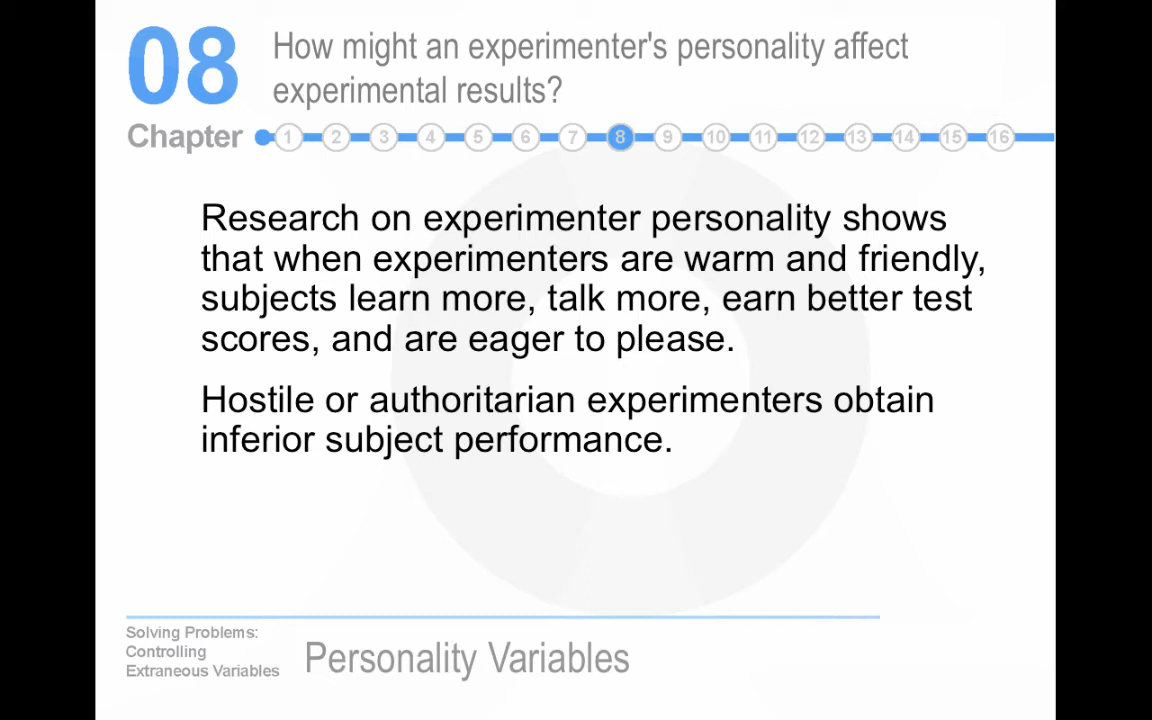 08
How might an experimenter's personality affect
experimental results?
Chapter
1 2 3 4 5 6 7 8 9 10 11 12 13 14 15 16
Research on experimenter personality shows
that when experimenters are warm and friendly,
subjects learn more, talk more, earn better test
scores, and are eager to please.
Hostile or authoritarian experimenters obtain
inferior subject performance.
Solving Problems:
Controlling
Extraneous Variables
Personality Variables